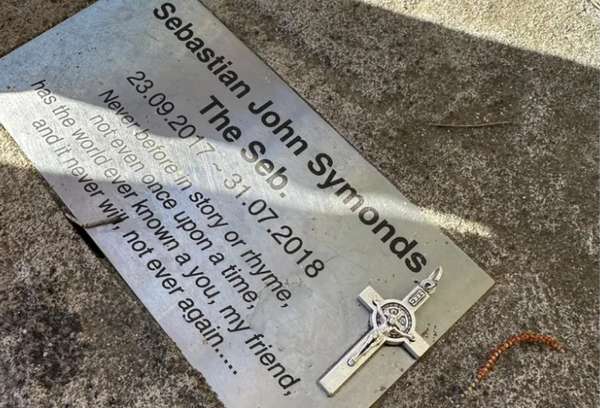 Sebastian John Symonds
The Seb.
23.09.2017 ~ 31.07.2018
Never before in story or rhyme,
not even once upon a time,
has the world ever known a you, my friend,
and it never will, not ever again.....